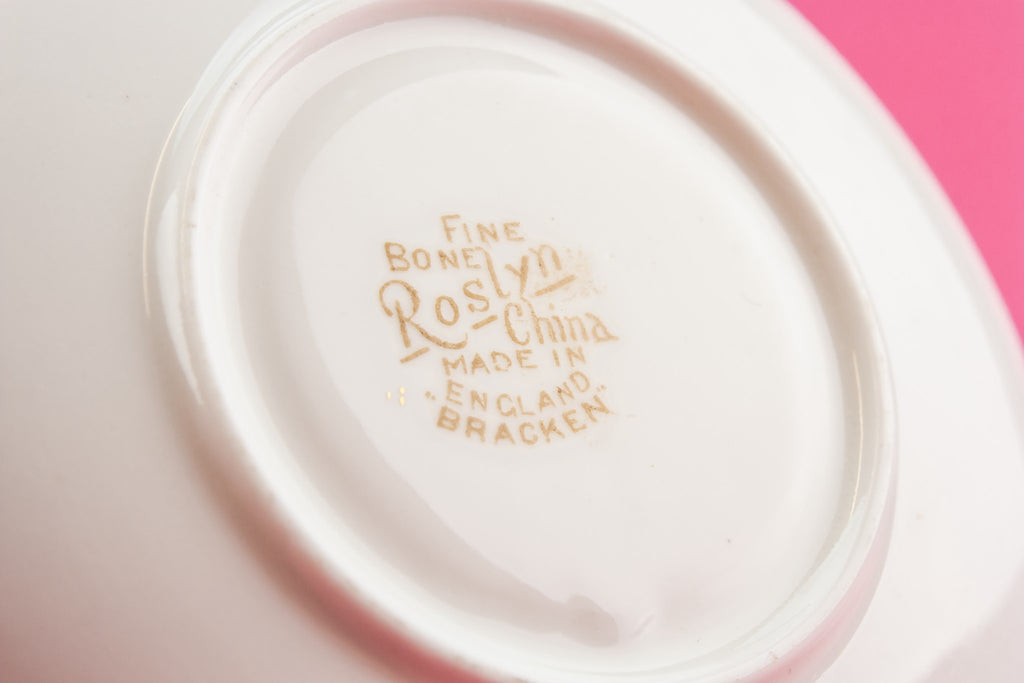 FINE
BONE
Roslyn
China
MADE IN
ENGLAND
"BRACKEN"